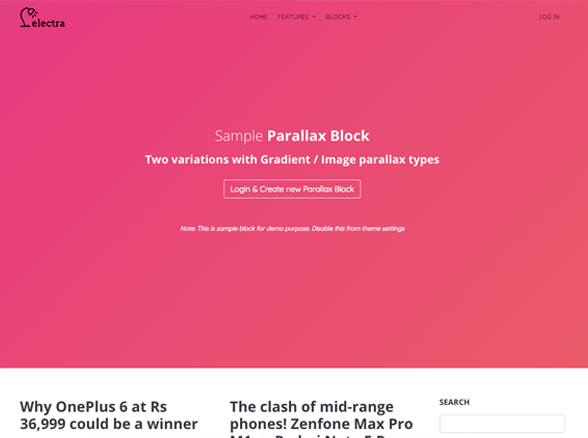 electra
HOME FEATURES BLOCKS LOG IN
Sample Parallax Block
Two variations with Gradient / Image parallax types
Login & Create new Parallax Block
Note: This is sample block for demo purpose. Disable this from theme settings
Why OnePlus 6 at Rs
36,999 could be a winner
The clash of mid-range
phones! Zenfone Max Pro
SEARCH